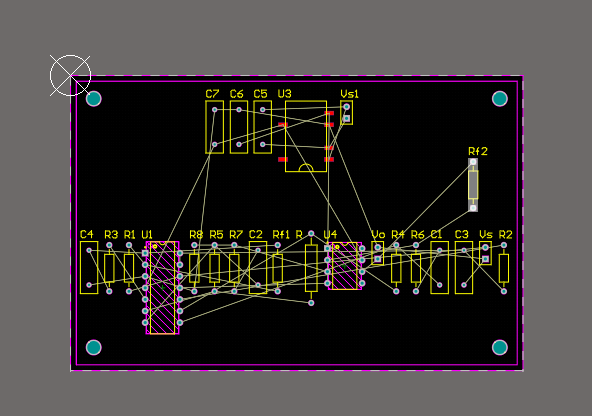 C7 C6 C5 U3 Vs1
Rf2
C4 R3 R1 U1 R8 R5 R7 C2 Rf1 R U4 Vo R4 R6 C1 C3 Vs R2